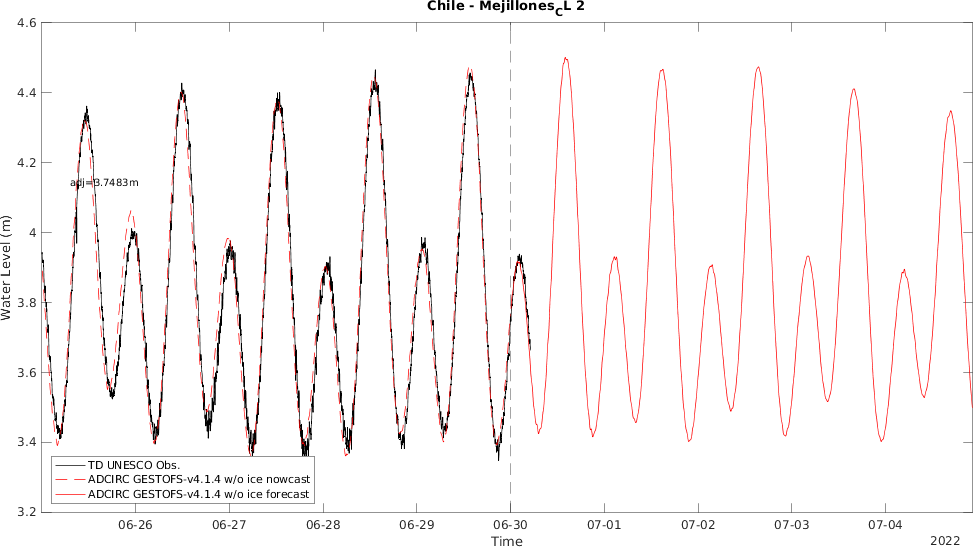 Chile - Mejillones_CL 2
4.6
4.4
4.2
4
3.8
3.6
3.4
3.2
Water Level (m)
adj=3.7483m
TD UNESCO Obs.
ADCIRC GESTOFS-v4.1.4 w/o ice nowcast
ADCIRC GESTOFS-v4.1.4 w/o ice forecast
06-26 06-27 06-28 06-29 06-30 07-01 07-02 07-03 07-04
Time
2022